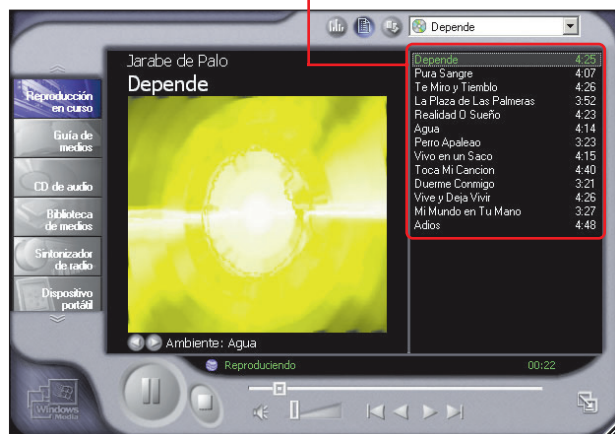 Depende
Jarabe de Palo
Depende
Reproducción
en curso
Guía de
medios
CD de audio
Biblioteca
de medios
Sintonizador
de radio
Dispositivo
portátil
Depende 4:25
Pura Sangre 4:07
Te Miro y Tiemblo 4:26
La Plaza de Las Palmeras 3:52
Realidad O Sueño 4:23
Agua 4:14
Perro Apaleao 3:23
Vivo en un Saco 4:15
Toca Mi Cancion 4:40
Duerme Conmigo 3:21
Vive y Deja Vivir 4:26
Mi Mundo en Tu Mano 3:27
Adios 4:48
Ambiente: Agua
Reproduciendo 00:22
Windows
Media